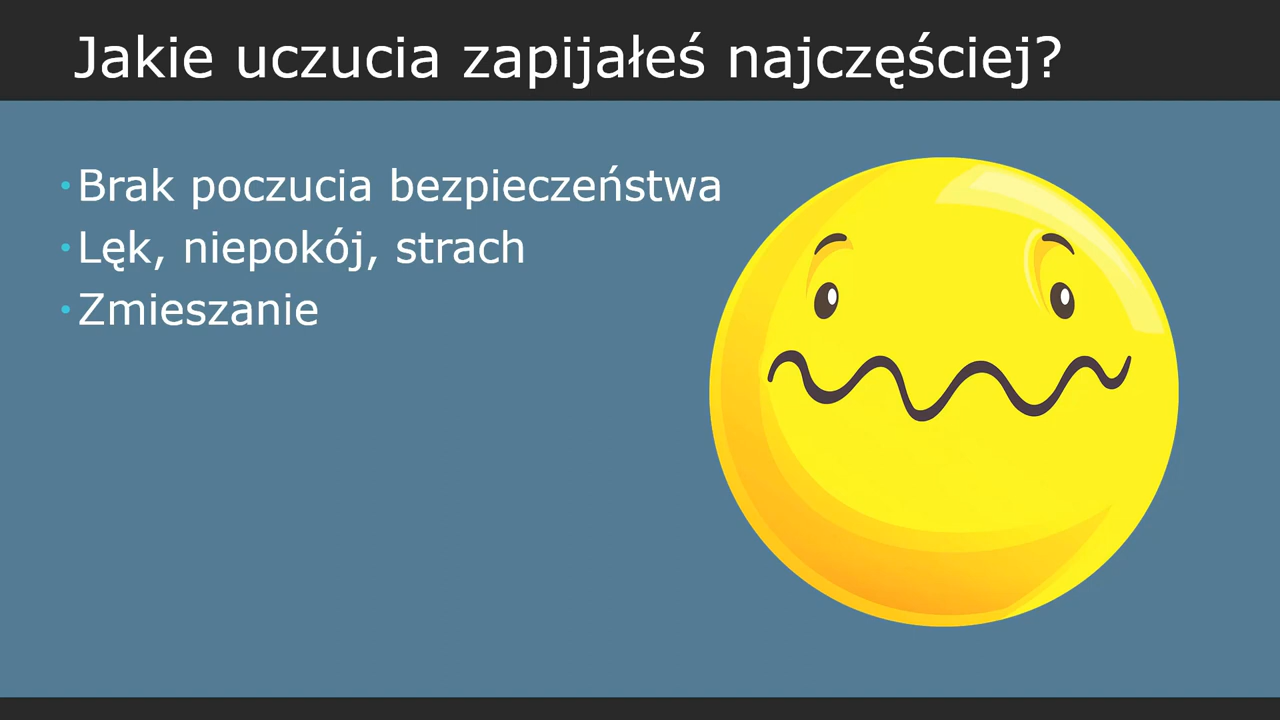 Jakie uczucia zapijałeś najczęściej?
• Brak poczucia bezpieczeństwa
• Lęk, niepokój, strach
• Zmieszanie